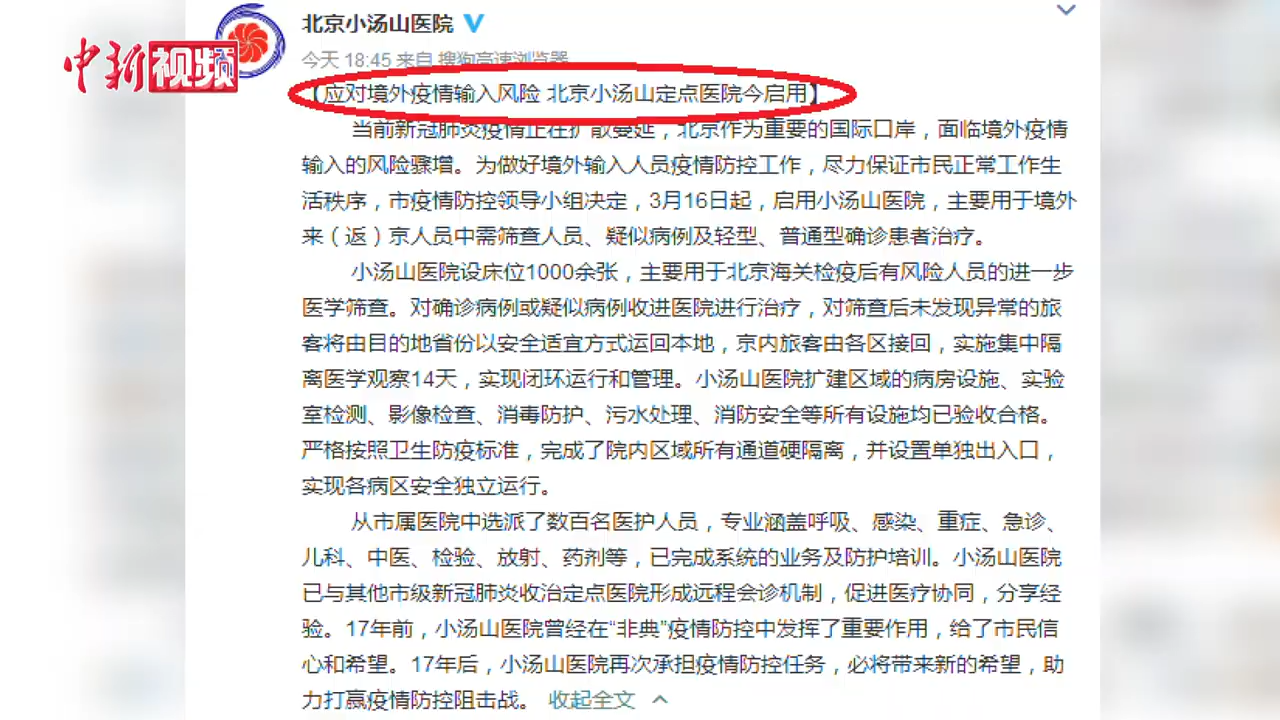 北京小汤山医院
中新视频
今天 18:45 来自 搜狗高速浏览器
【应对境外疫情输入风险 北京小汤山定点医院今启用】
当前新冠肺炎疫情正在扩散蔓延，北京作为重要的国际口岸，面临境外疫情
输入的风险骤增。为做好境外输入人员疫情防控工作，尽力保证市民正常工作生
活秩序，市疫情防控领导小组决定，3月16日起，启用小汤山医院，主要用于境外
来（返）京人员中需筛查人员、疑似病例及轻型、普通型确诊患者治疗。
小汤山医院设床位1000余张，主要用于北京海关检疫后有风险人员的进一步
医学筛查。对确诊病例或疑似病例收进医院进行治疗，对筛查后未发现异常的旅
客将由目的地省份以安全适宜方式运回本地，京内旅客由各区接回，实施集中隔
离医学观察14天，实现闭环运行和管理。小汤山医院扩建区域的病房设施、实验
室检测、影像检查、消毒防护、污水处理、消防安全等所有设施均已验收合格。
严格按照卫生防疫标准，完成了院内区域所有通道硬隔离，并设置单独出入口，
实现各病区安全独立运行。
从市属医院中选派了数百名医护人员，专业涵盖呼吸、感染、重症、急诊、
儿科、中医、检验、放射、药剂等，已完成系统的业务及防护培训。小汤山医院
已与其他市级新冠肺炎收治定点医院形成远程会诊机制，促进医疗协同，分享经
验。17年前，小汤山医院曾经在“非典”疫情防控中发挥了重要作用，给了市民信
心和希望。17年后，小汤山医院再次承担疫情防控任务，必将带来新的希望，助
力打赢疫情防控阻击战。 收起全文